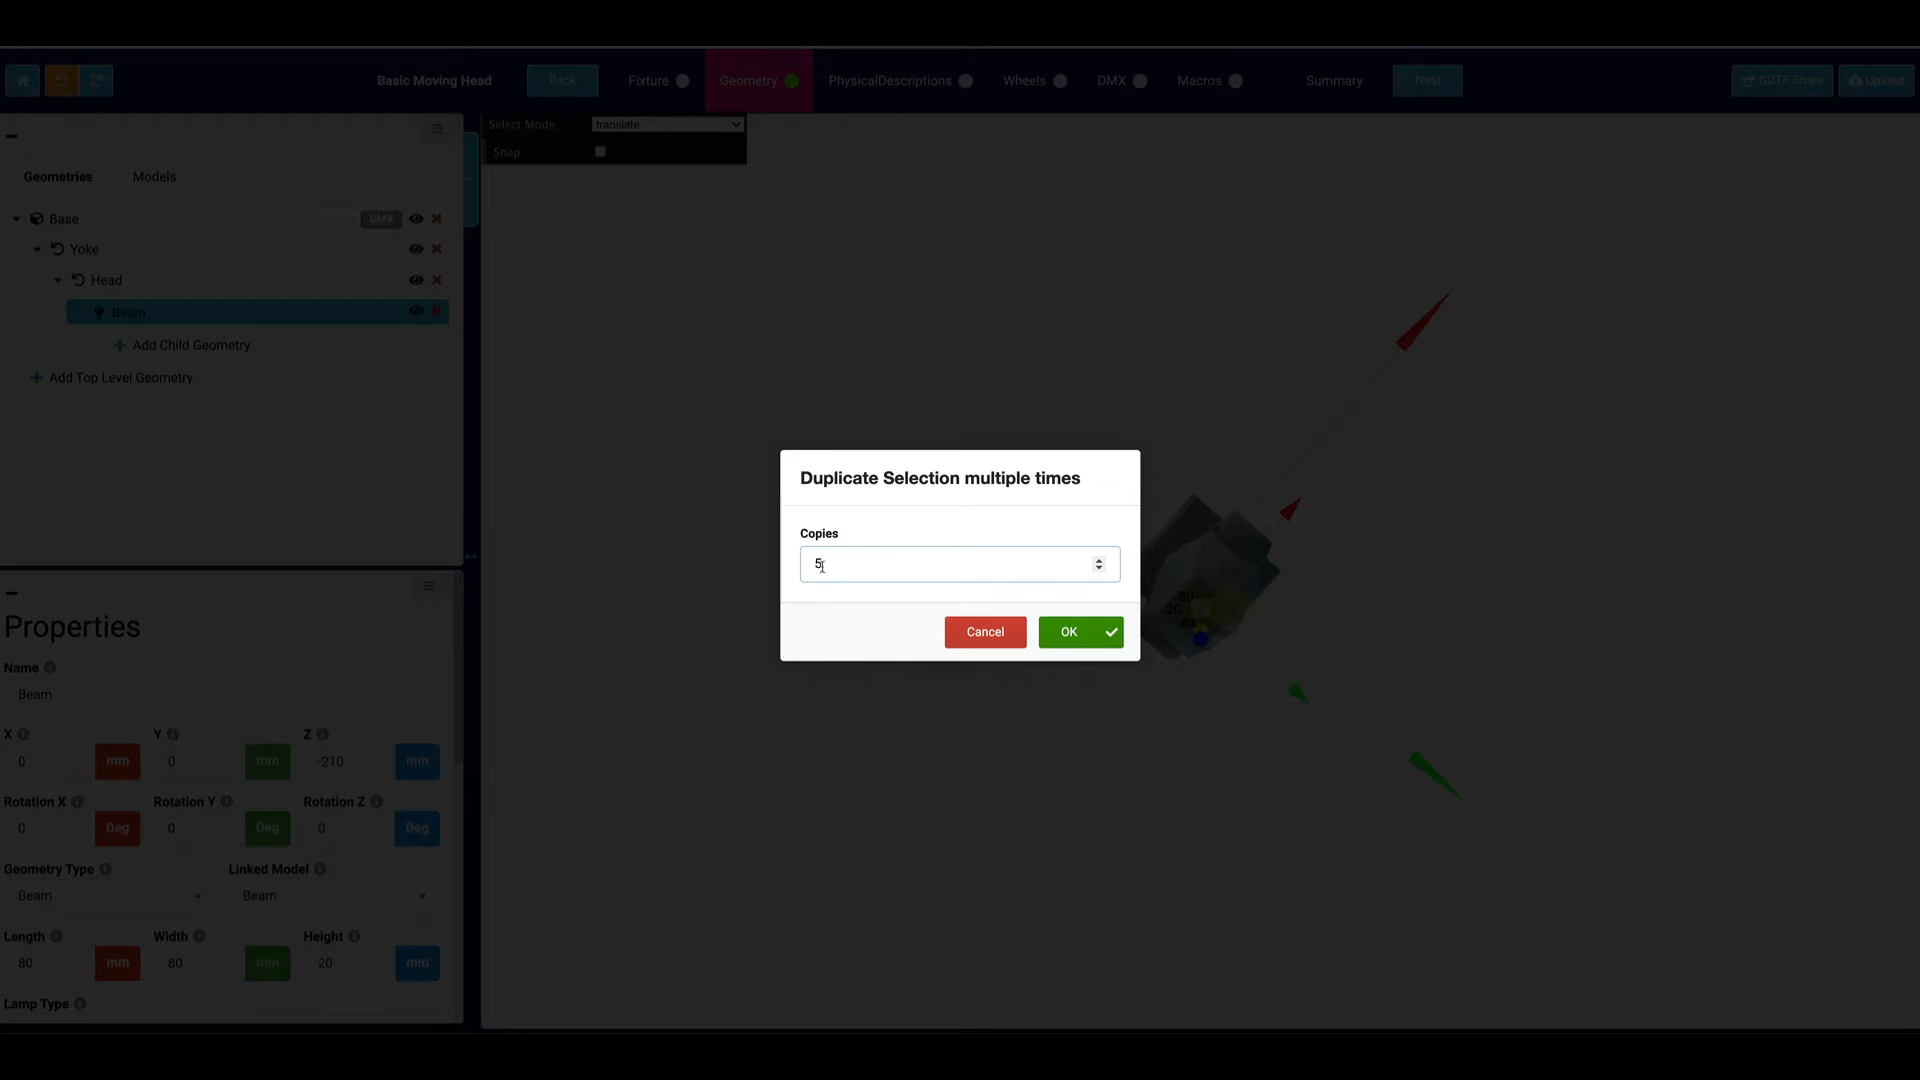 Basic Moving Head
Back
Fixture
Geometry
PhysicalDescriptions
Wheels
DMX
Macros
Summary
Next
GDTF Share
Upload
Select Mode
translate
Snap
Geometries
Models
Base
DMX
Yoke
Head
Beam
Add Child Geometry
Add Top Level Geometry
Duplicate Selection multiple times
Copies
5
Cancel
OK
80
20
Properties
Name
Beam
X Y Z
0 mm 0 mm -210 mm
Rotation X Rotation Y Rotation Z
0 Deg 0 Deg 0 Deg
Geometry Type Linked Model
Beam Beam
Length Width Height
80 mm 80 mm 20 mm
Lamp Type